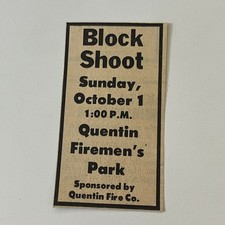 Block
Shoot
Sunday,
October 1
1:00 P.M.
Quentin
Firemen's
Park
Sponsored by
Quentin Fire Co.